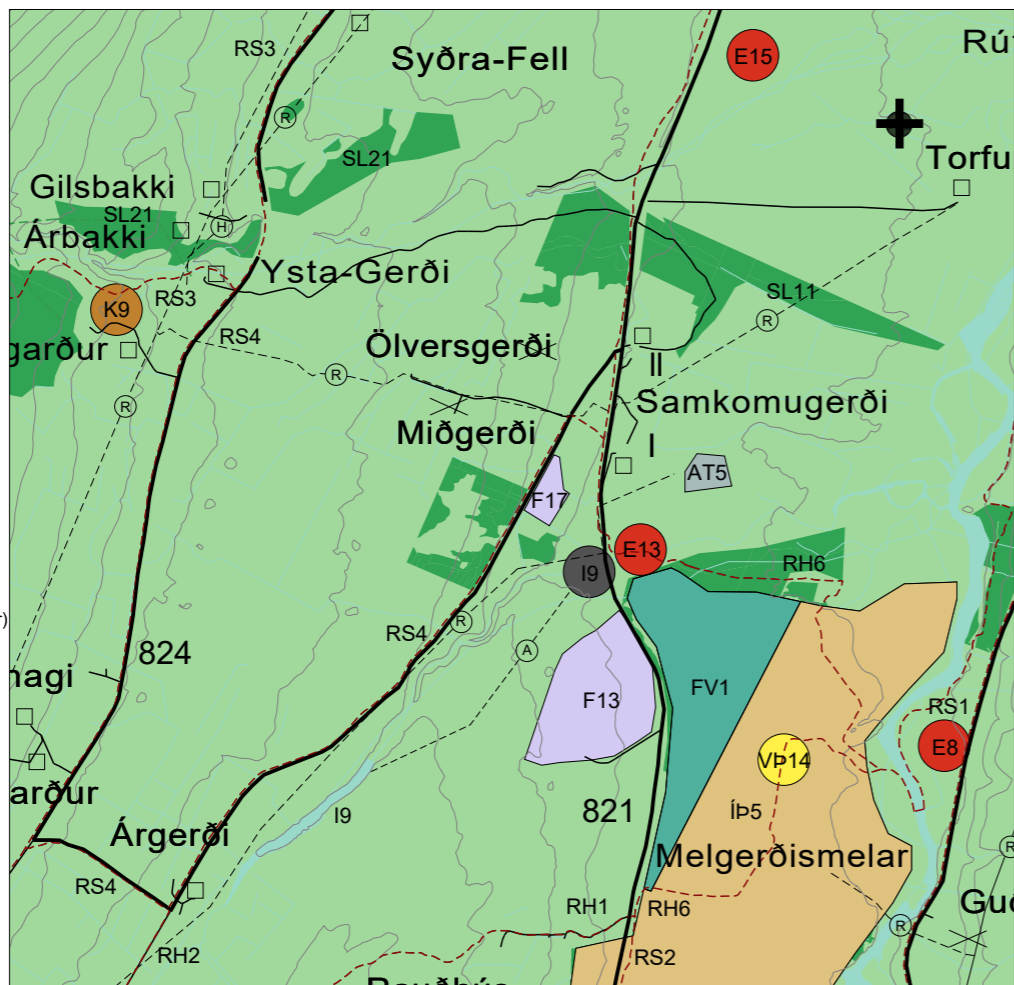 RS3
Syðra-Fell
E15
R
SL21
Gilsbakki
SL21
H
Árbakki
Ysta-Gerði
SL11
K9
RS3
RS4
R
Ölversgerði
R
II
Samkomugerði
R
Miðgerði
I
AT5
F17
E13
I9
RH6
RS4
R
824
A
FV1
F13
RS1
E8
VÞ14
I9
821
ÍÞ5
Árgerði
Melgerðismelar
R
RS4
RH1
RH6
R
RH2
RS2